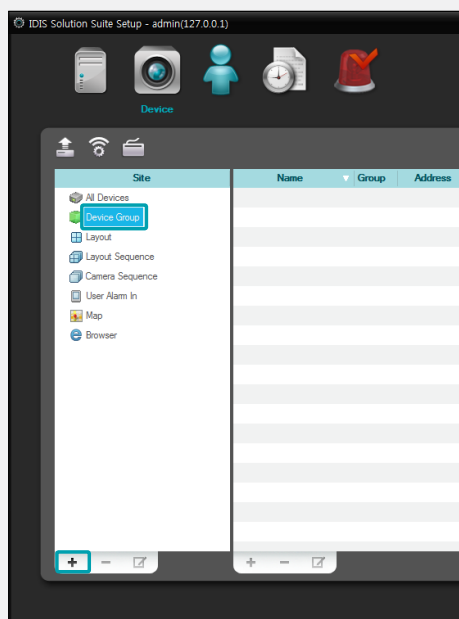 IDIS Solution Suite Setup - admin(127.0.0.1)
Device
Site
Name Group Address
All Devices
Device Group
Layout
Layout Sequence
Camera Sequence
User Alarm In
Map
Browser